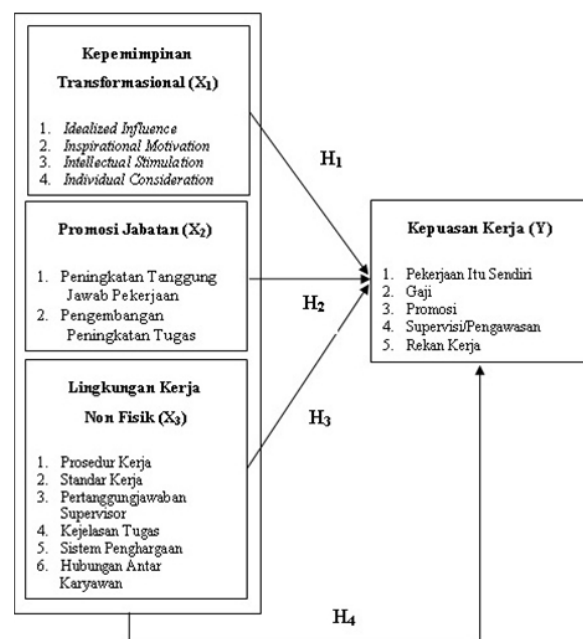 Kepemimpinan
Transformasional (X₁)
1. Idealized Influence
2. Inspirational Motivation
3. Intellectual Stimulation
4. Individual Consideration
H₁
Promosi Jabatan (X₂)
1. Peningkatan Tanggung
Jawab Pekerjaan
2. Pengembangan
Peningkatan Tugas
H₂
Kepuasan Kerja (Y)
1. Pekerjaan Itu Sendiri
2. Gaji
3. Promosi
4. Supervisi/Pengawasan
5. Rekan Kerja
Lingkungan Kerja
Non Fisik (X₃)
1. Prosedur Kerja
2. Standar Kerja
3. Pertanggungjawaban
Supervisor
4. Kejelasan Tugas
5. Sistem Penghargaan
6. Hubungan Antar
Karyawan
H₃
H₄